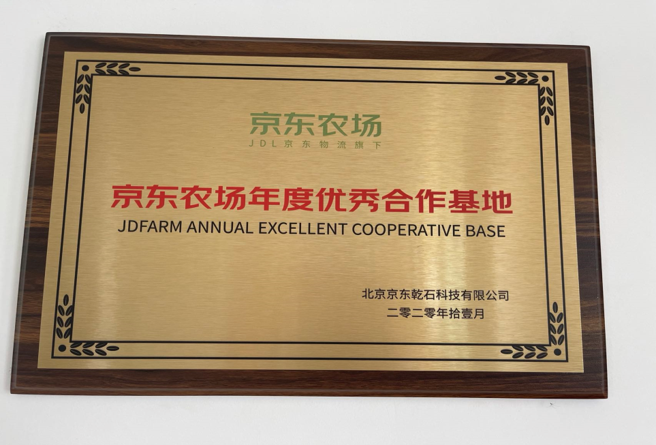 京东农场
JDL京东物流旗下
京东农场年度优秀合作基地
JDFARM ANNUAL EXCELLENT COOPERATIVE BASE
北京京东乾石科技有限公司
二零二零年拾壹月